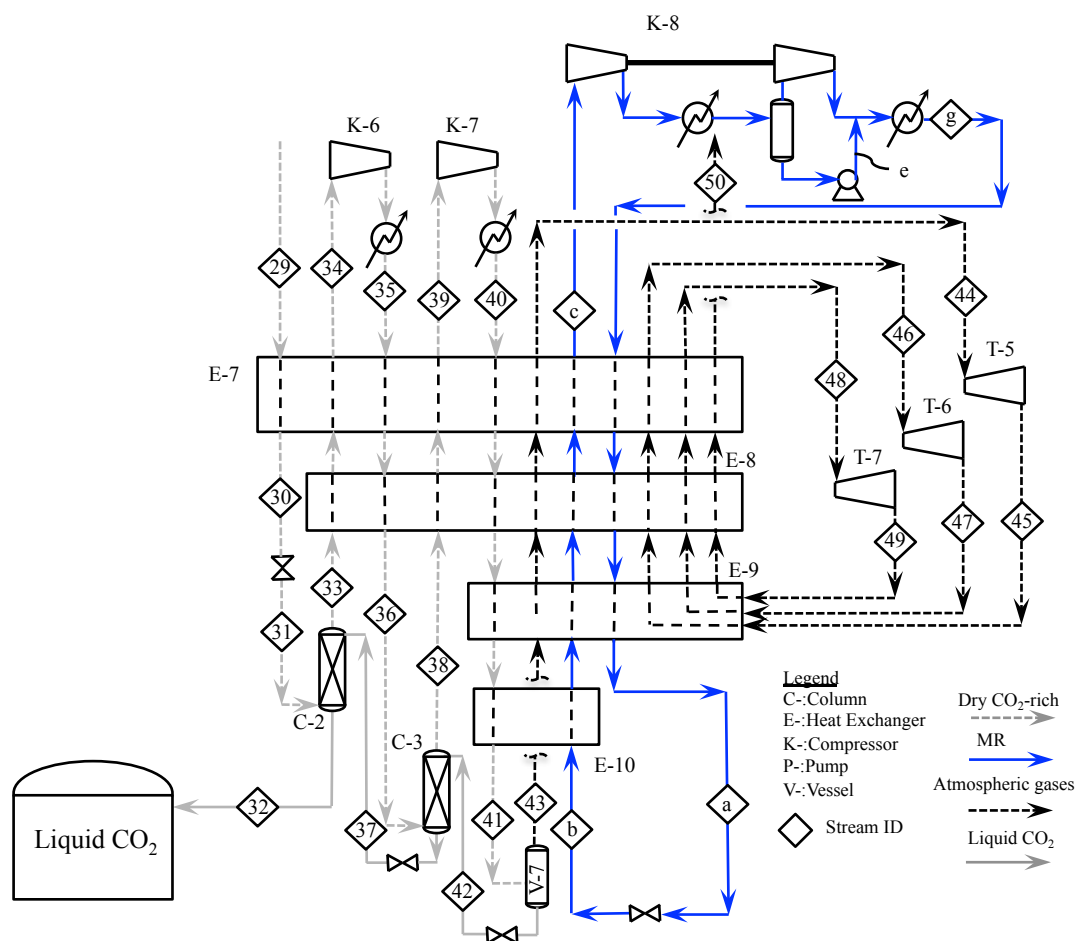 K-8
K-6
K-7
g
e
50
29
34
35
39
40
c
44
46
48
T-5
T-6
T-7
E-7
E-8
30
49
47
45
E-9
33
36
31
38
C-2
C-3
E-10
Legend
C-:Column
E-:Heat Exchanger
K-:Compressor
P-:Pump
V-:Vessel
Stream ID
Dry CO₂-rich
MR
Atmospheric gases
Liquid CO₂
32
37
41
43
b
a
42
V-7
Liquid CO₂